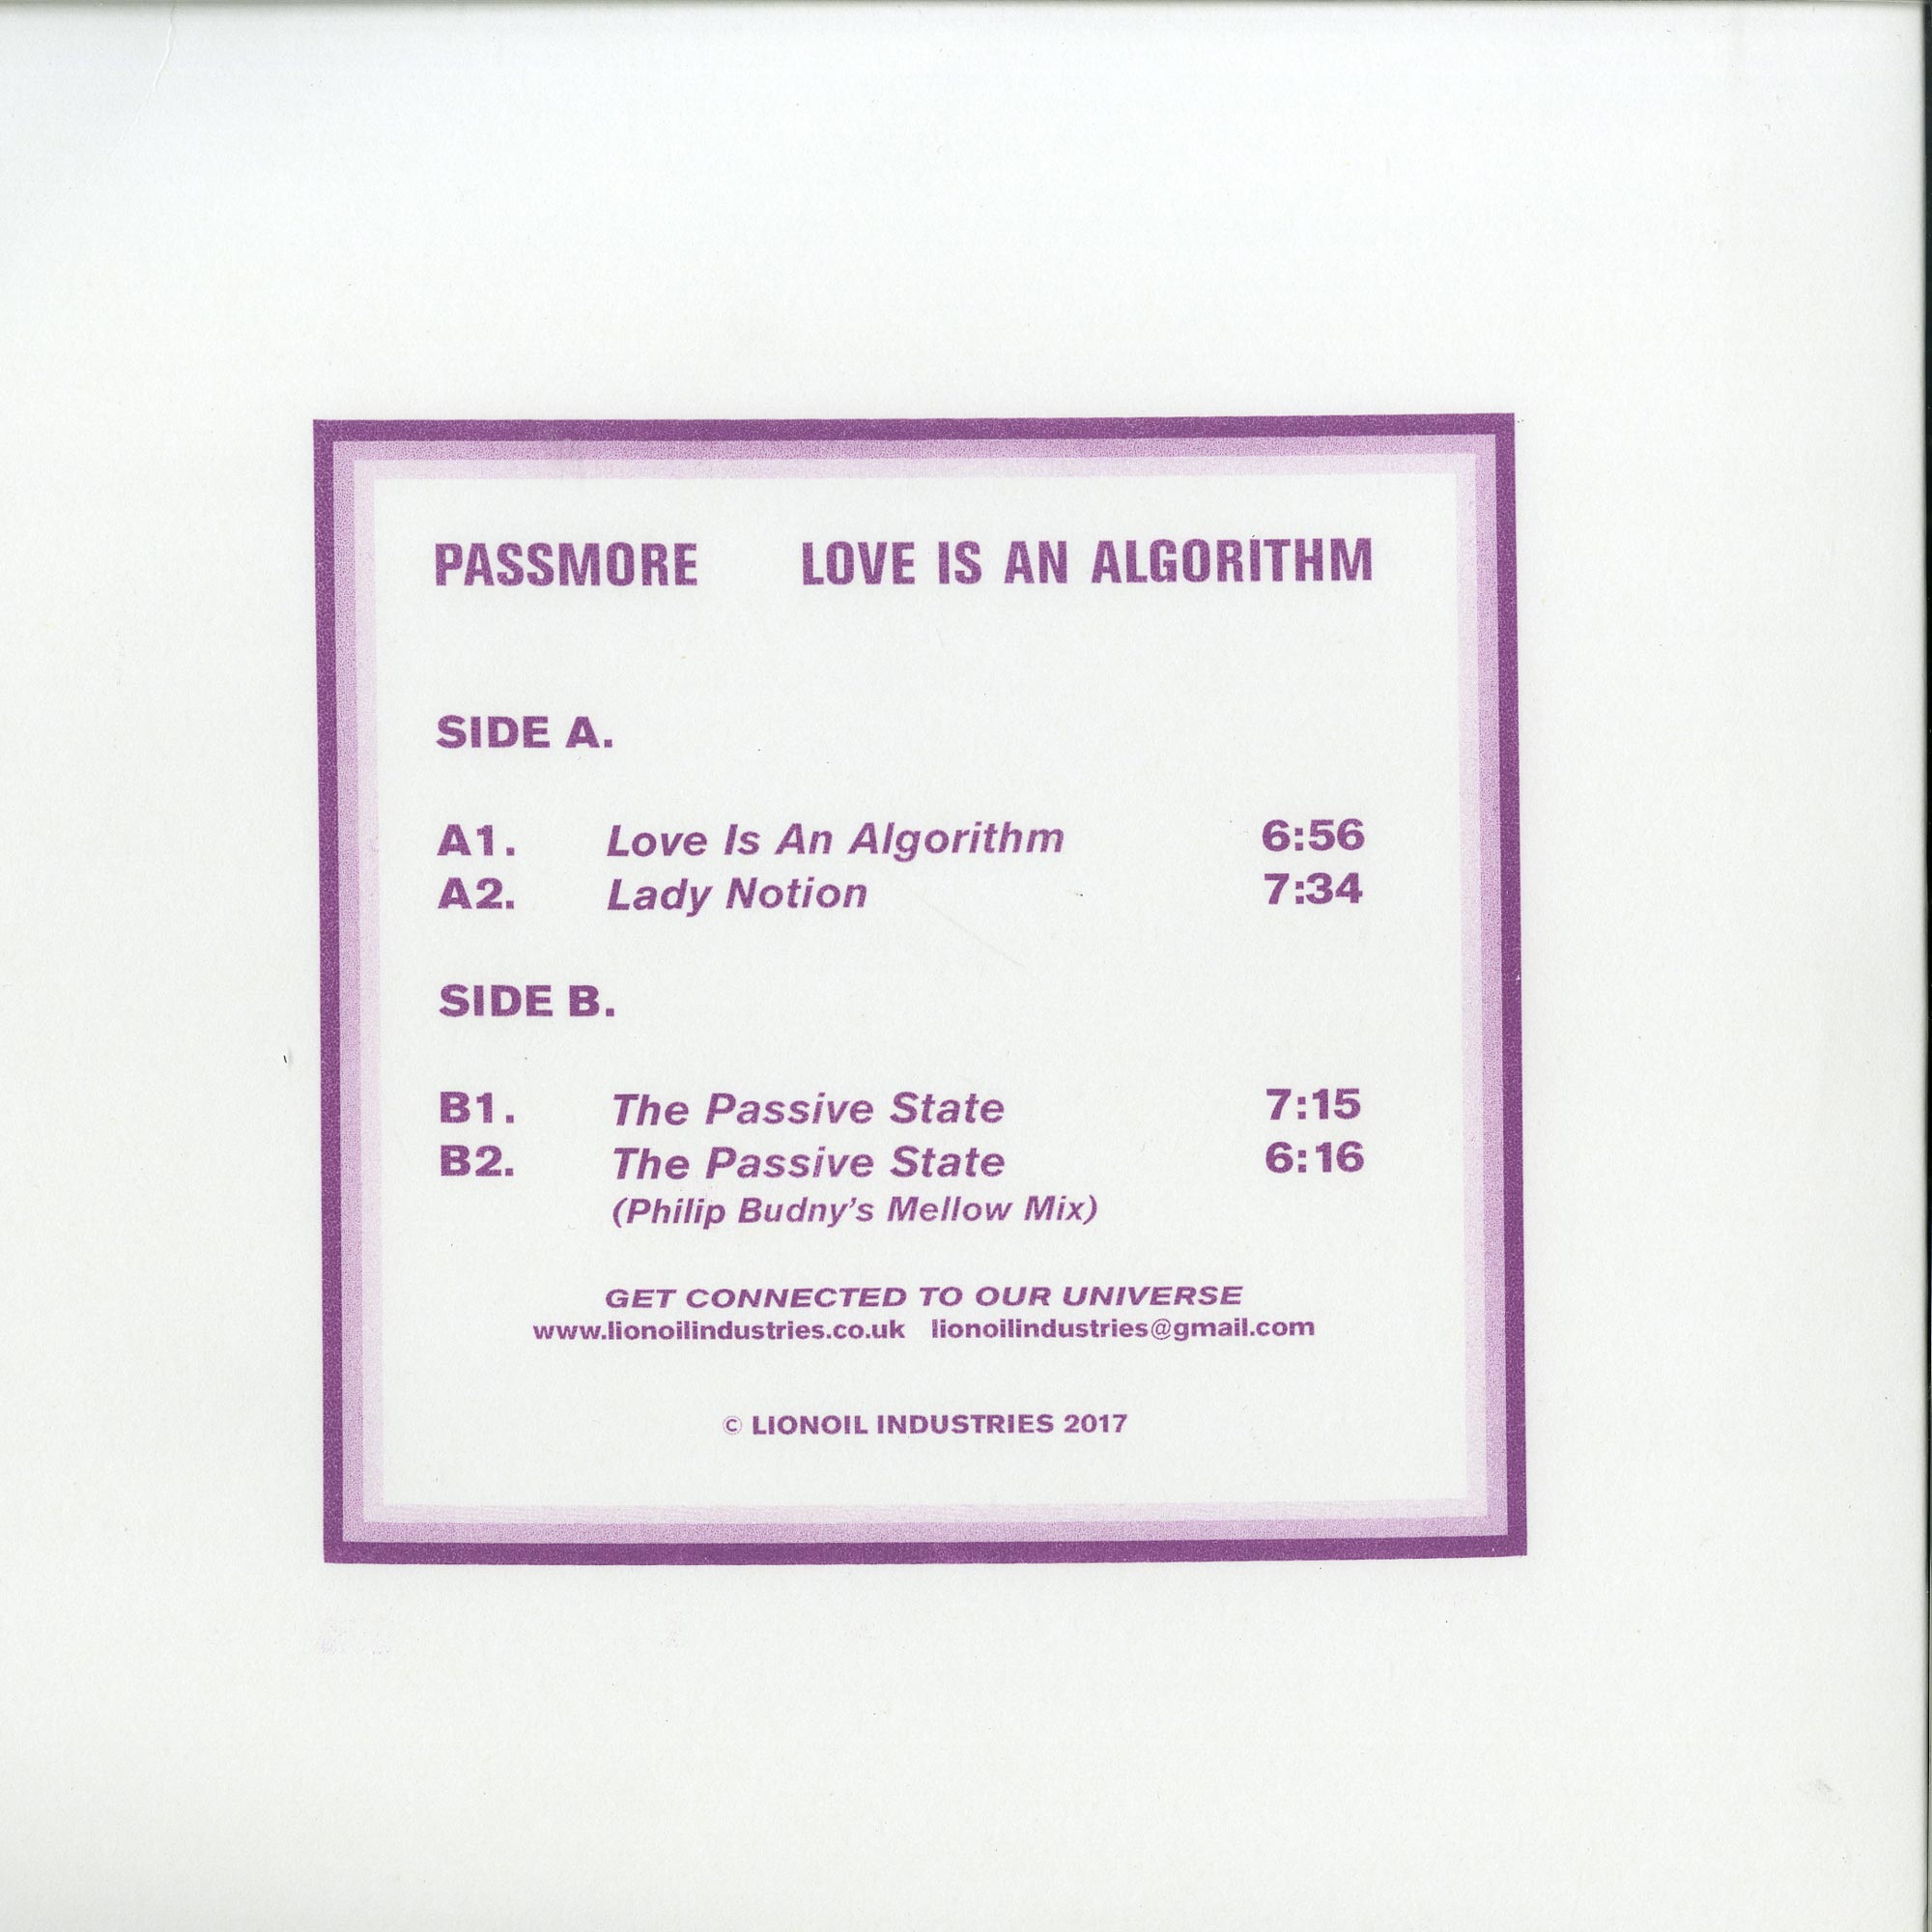 PASSMORE LOVE IS AN ALGORITHM
SIDE A.
A1. Love Is An Algorithm 6:56
A2. Lady Notion 7:34
SIDE B.
B1. The Passive State 7:15
B2. The Passive State 6:16
(Philip Budny's Mellow Mix)
GET CONNECTED TO OUR UNIVERSE
www.lionoilindustries.co.uk lionoilindustries@gmail.com
© LIONOIL INDUSTRIES 2017